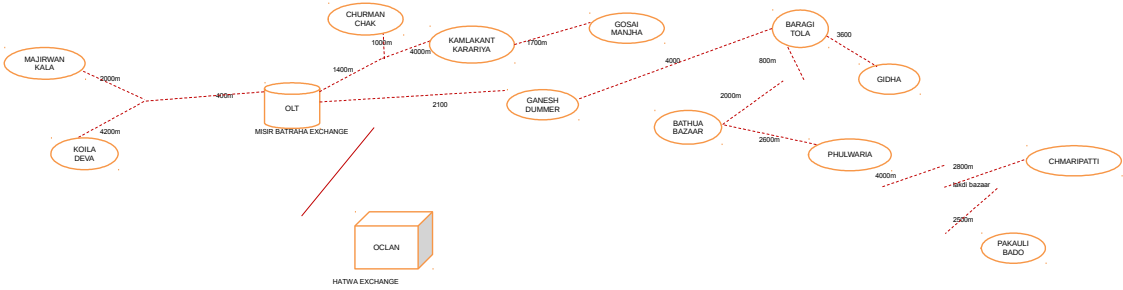 CHURMAN
CHAK
1000m
KAMLAKANT
KARARIYA
4000m
1700m
GOSAI
MANJHA
BARAGI
TOLA
3600
GIDHA
MAJIRWAN
KALA
2000m
1400m
400m
OLT
MISIR BATRAHA EXCHANGE
2100
GANESH
DUMMER
4000
800m
2000m
BATHUA
BAZAAR
2600m
PHULWARIA
4200m
KOILA
DEVA
4000m
2800m
lakdi bazaar
CHMARIPATTI
2500m
PAKAULI
BADO
OCLAN
HATWA EXCHANGE